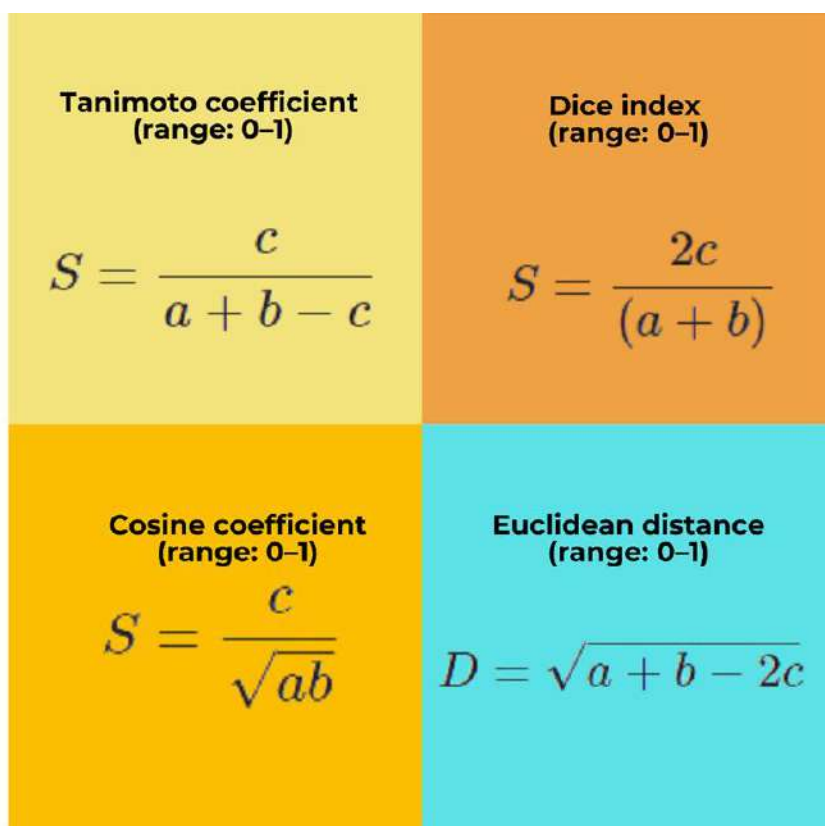 Tanimoto coefficient
(range: 0–1)
S = c / (a + b − c)
Dice index
(range: 0–1)
S = 2c / (a + b)
Cosine coefficient
(range: 0–1)
S = c / √ab
Euclidean distance
(range: 0–1)
D = √a + b − 2c